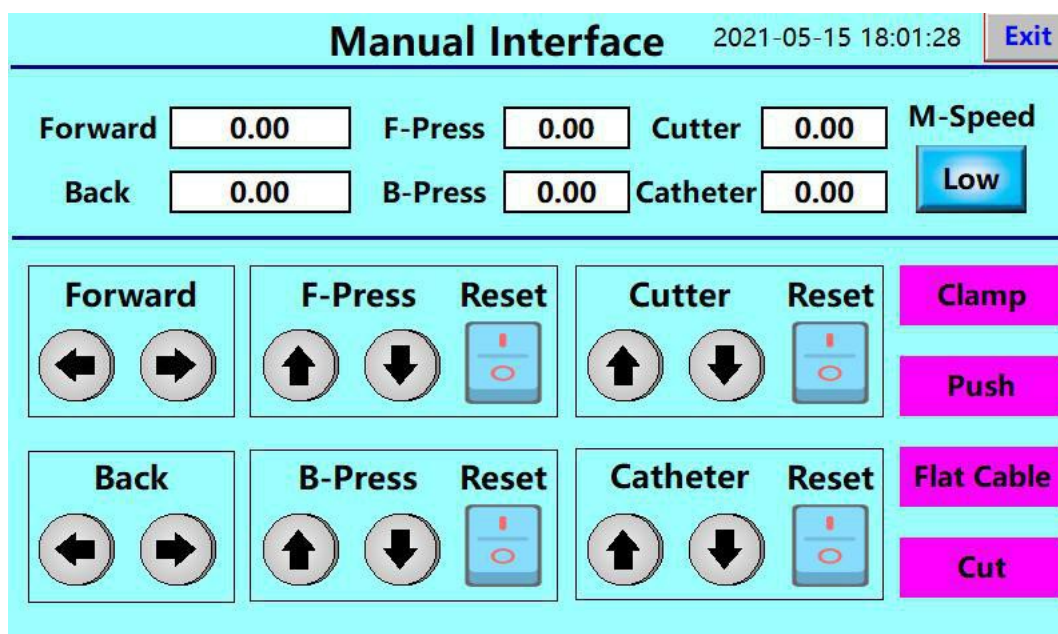 Manual Interface 2021-05-15 18:01:28 Exit
Forward 0.00 F-Press 0.00 Cutter 0.00 M-Speed
Back 0.00 B-Press 0.00 Catheter 0.00 Low
Forward F-Press Reset Cutter Reset Clamp
Push
Back B-Press Reset Catheter Reset Flat Cable
Cut